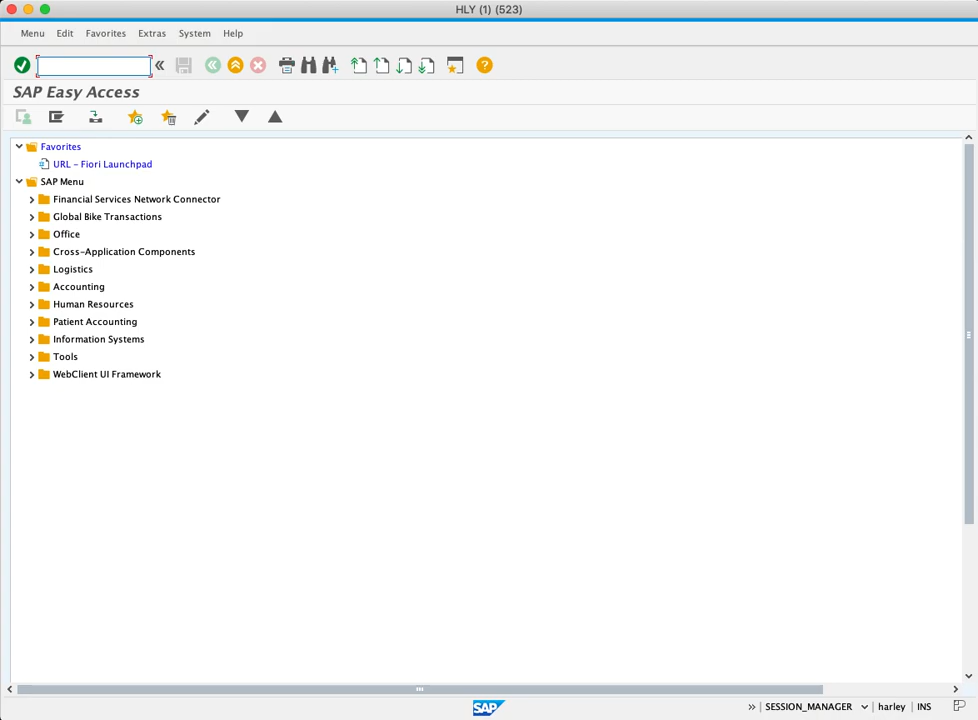 HLY (1) (523)
Menu Edit Favorites Extras System Help
SAP Easy Access
Favorites
URL - Fiori Launchpad
SAP Menu
Financial Services Network Connector
Global Bike Transactions
Office
Cross-Application Components
Logistics
Accounting
Human Resources
Patient Accounting
Information Systems
Tools
WebClient UI Framework
SAP SESSION_MANAGER harley INS